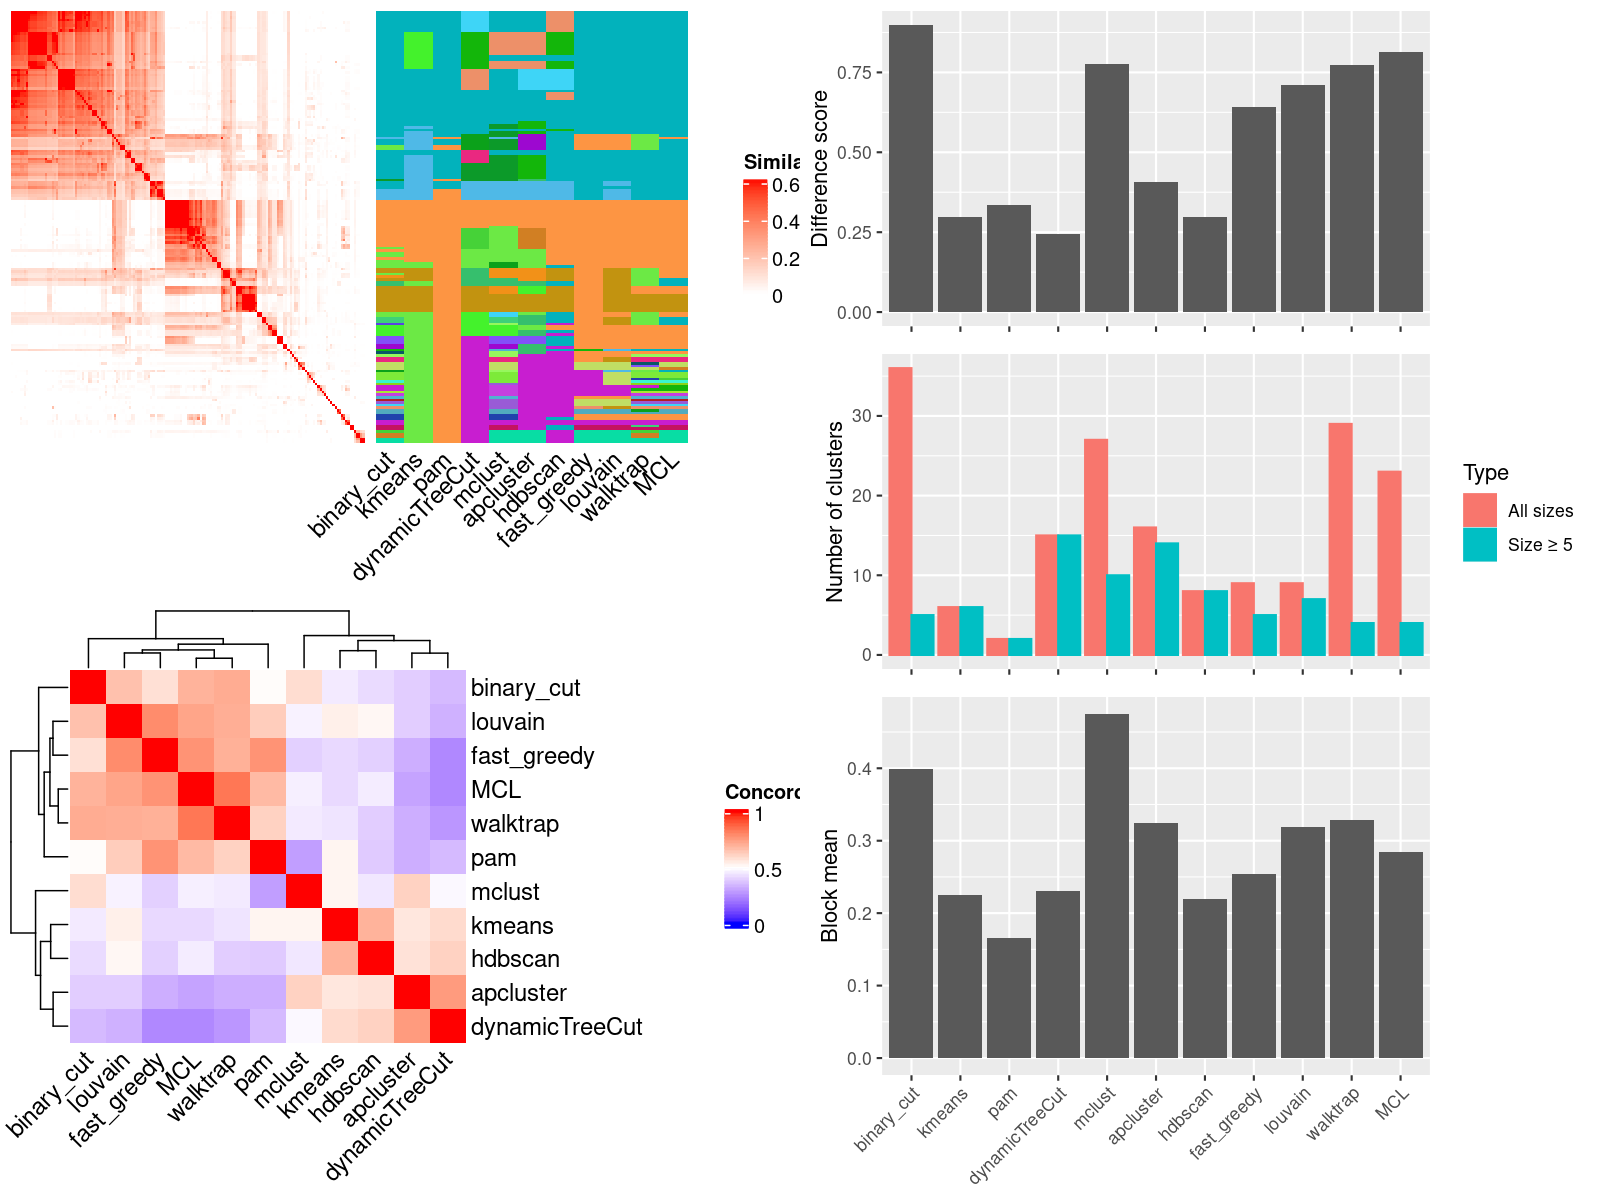 Simila
0.6
0.4
0.2
0
binary_cut
kmeans
pam
dynamicTreeCut
mclust
apcluster
hdbscan
fast_greedy
louvain
walktrap
MCL
Difference score
0.75
0.50
0.25
0.00
Number of clusters
30
20
10
0
Type
All sizes
Size ≥ 5
binary_cut
louvain
fast_greedy
MCL
walktrap
pam
mclust
kmeans
hdbscan
apcluster
dynamicTreeCut
binary_cut
louvain
fast_greedy
MCL
walktrap
pam
mclust
kmeans
hdbscan
apcluster
dynamicTreeCut
Concord
1
0.5
0
Block mean
0.4
0.3
0.2
0.1
0.0
binary_cut
kmeans
pam
dynamicTreeCut
mclust
apcluster
hdbscan
fast_greedy
louvain
walktrap
MCL